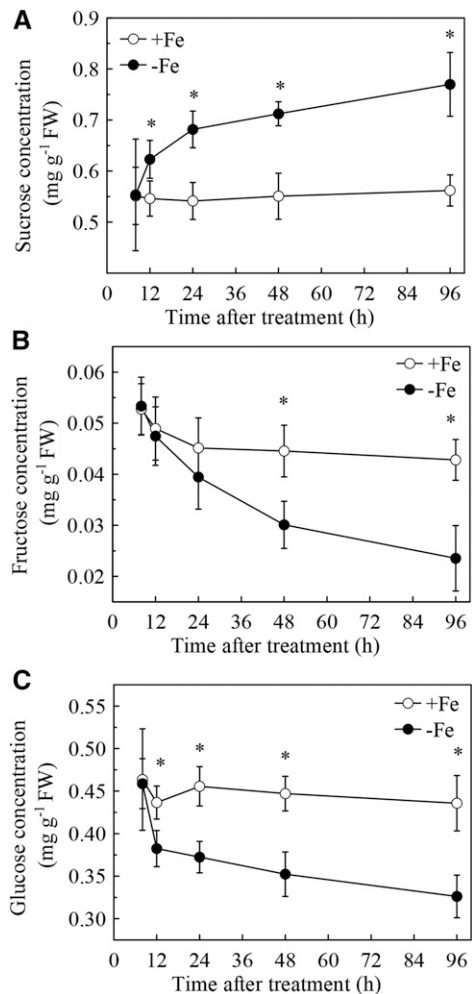 A
0.9
0.8
0.7
0.6
0.5
Sucrose concentration
(mg g-1 FW)
+Fe
-Fe
* * * *
0 12 24 36 48 60 72 84 96
Time after treatment (h)
B
0.06
0.05
0.04
0.03
0.02
Fructose concentration
(mg g-1 FW)
+Fe
-Fe
* *
0 12 24 36 48 60 72 84 96
Time after treatment (h)
C
0.55
0.50
0.45
0.40
0.35
0.30
Glucose concentration
(mg g-1 FW)
+Fe
-Fe
* * * *
0 12 24 36 48 60 72 84 96
Time after treatment (h)